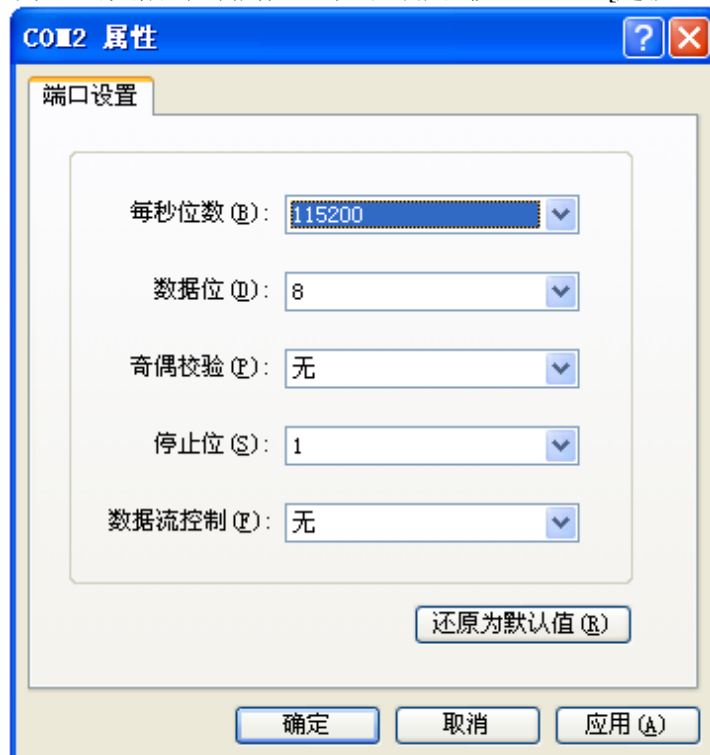 COM2 属性
端口设置
每秒位数(B): 115200
数据位(D): 8
奇偶校验(P): 无
停止位(S): 1
数据流控制(F): 无
还原为默认值(R)
确定 取消 应用(A)